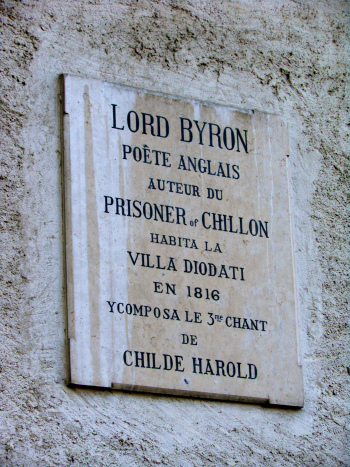 LORD BYRON
POÊTE ANGLAIS
AUTEUR DU
PRISONER of CHILLON
HABITA LA
VILLA DIODATI
EN 1816
Y COMPOSA LE 3me CHANT
DE
CHILDE HAROLD